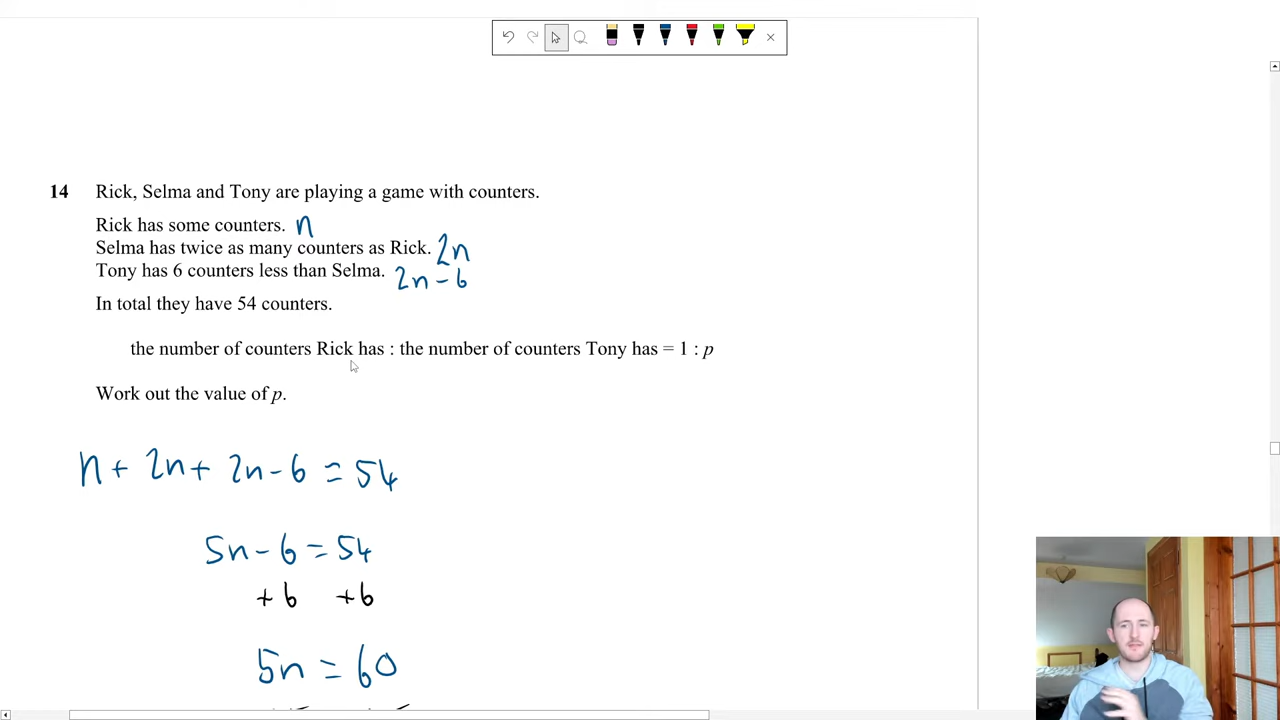 14 Rick, Selma and Tony are playing a game with counters.
Rick has some counters. n
Selma has twice as many counters as Rick. 2n
Tony has 6 counters less than Selma. 2n - 6
In total they have 54 counters.
the number of counters Rick has : the number of counters Tony has = 1 : p
Work out the value of p.
n + 2n + 2n - 6 = 54
5n - 6 = 54
+ 6 + 6
5n = 60